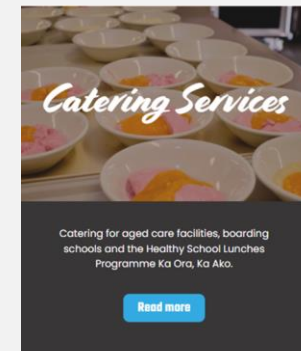 Catering Services
Catering for aged care facilities, boarding
schools and the Healthy School Lunches
Programme Ka Ora, Ka Ako.
Read more